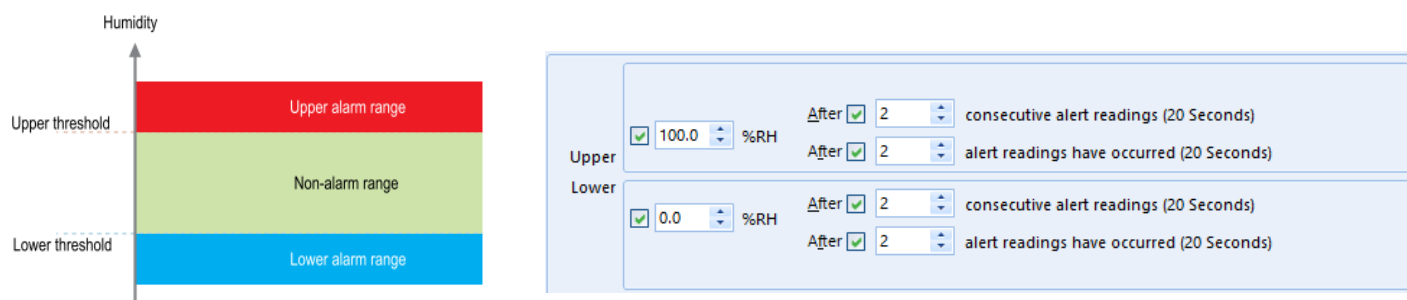 Humidity
Upper alarm range
Upper threshold
Non-alarm range
Lower threshold
Lower alarm range
Upper
100.0 %RH
After 2 consecutive alert readings (20 Seconds)
After 2 alert readings have occurred (20 Seconds)
Lower
0.0 %RH
After 2 consecutive alert readings (20 Seconds)
After 2 alert readings have occurred (20 Seconds)